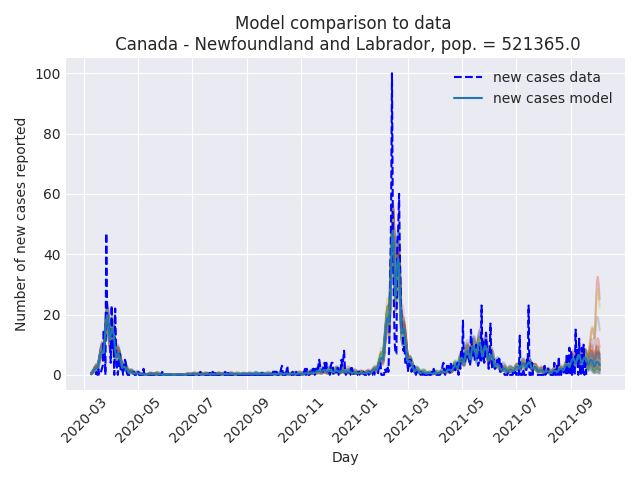 Model comparison to data
Canada - Newfoundland and Labrador, pop. = 521365.0
new cases data
new cases model
Number of new cases reported
100
80
60
40
20
0
2020-03
2020-05
2020-07
2020-09
2020-11
2021-01
2021-03
2021-05
2021-07
2021-09
Day